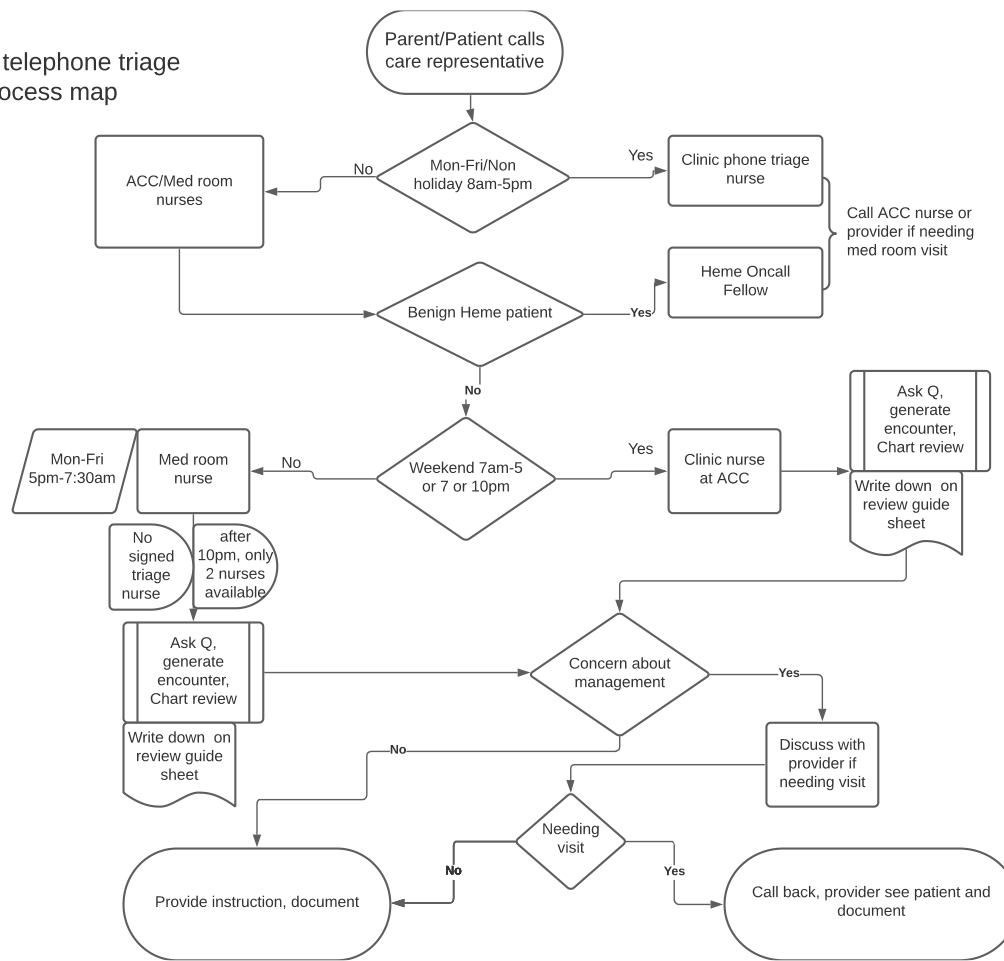 Parent/Patient calls
care representative
telephone triage
ocess map
No
Mon-Fri/Non
holiday 8am-5pm
Yes
Clinic phone triage
nurse
ACC/Med room
nurses
Call ACC nurse or
provider if needing
med room visit
Heme Oncall
Fellow
Benign Heme patient
Yes
No
Ask Q,
generate
encounter,
Chart review
Mon-Fri
5pm-7:30am
Med room
nurse
No
Weekend 7am-5
or 7 or 10pm
Yes
Clinic nurse
at ACC
Write down on
review guide
sheet
No
signed
triage
nurse
after
10pm, only
2 nurses
available
Ask Q,
generate
encounter,
Chart review
Concern about
management
Yes
Write down on
review guide
sheet
No
Discuss with
provider if
needing visit
Needing
visit
No
Yes
Provide instruction, document
Call back, provider see patient and
document